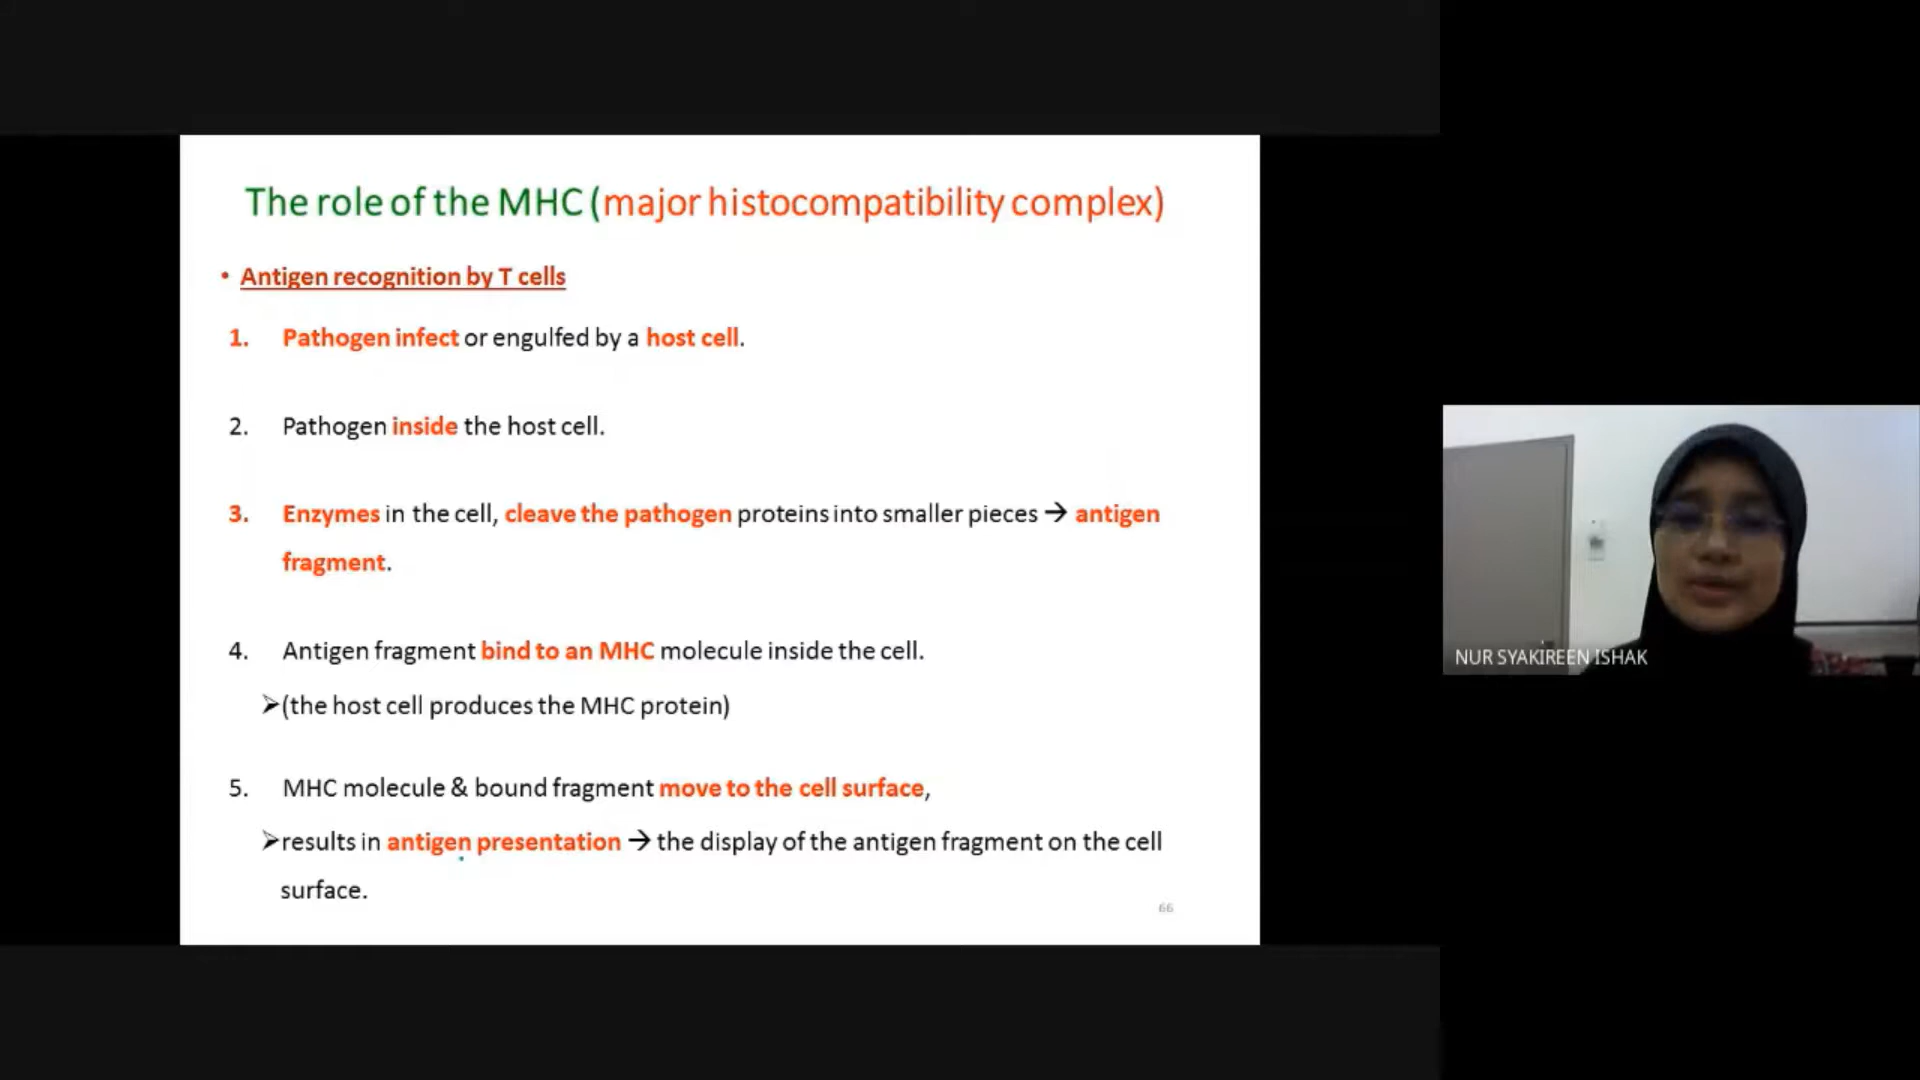 The role of the MHC (major histocompatibility complex)
• Antigen recognition by T cells
1. Pathogen infect or engulfed by a host cell.
2. Pathogen inside the host cell.
3. Enzymes in the cell, cleave the pathogen proteins into smaller pieces → antigen
fragment.
4. Antigen fragment bind to an MHC molecule inside the cell.
➢(the host cell produces the MHC protein)
5. MHC molecule & bound fragment move to the cell surface,
➢results in antigen presentation → the display of the antigen fragment on the cell
surface.
66
NUR SYAKIREEN ISHAK